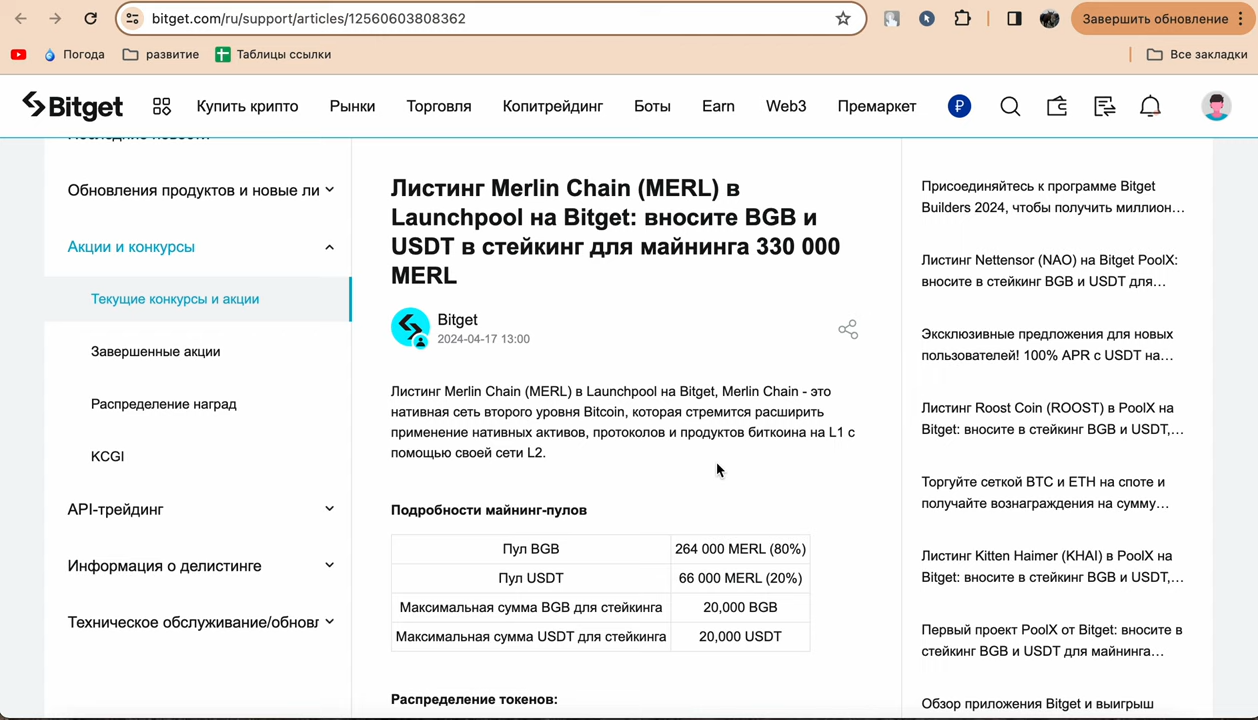 bitget.com/ru/support/articles/12560603808362
Завершить обновление
Погода
развитие
Таблицы ссылки
Все закладки
Bitget
Купить крипто
Рынки
Торговля
Копитрейдинг
Боты
Earn
Web3
Премаркет
₽
Обновления продуктов и новые ли
Акции и конкурсы
Текущие конкурсы и акции
Завершенные акции
Распределение наград
KCGI
API-трейдинг
Информация о делистинге
Техническое обслуживание/обновл
Листинг Merlin Chain (MERL) в
Launchpool на Bitget: вносите BGB и
USDT в стейкинг для майнинга 330 000
MERL
Bitget
2024-04-17 13:00
Листинг Merlin Chain (MERL) в Launchpool на Bitget, Merlin Chain - это
нативная сеть второго уровня Bitcoin, которая стремится расширить
применение нативных активов, протоколов и продуктов биткоина на L1 с
помощью своей сети L2.
Подробности майнинг-пулов
Пул BGB 264 000 MERL (80%)
Пул USDT 66 000 MERL (20%)
Максимальная сумма BGB для стейкинга 20,000 BGB
Максимальная сумма USDT для стейкинга 20,000 USDT
Распределение токенов:
Присоединяйтесь к программе Bitget
Builders 2024, чтобы получить миллион...
Листинг Nettensor (NAO) на Bitget PoolX:
вносите в стейкинг BGB и USDT для...
Эксклюзивные предложения для новых
пользователей! 100% APR с USDT на...
Листинг Roost Coin (ROOST) в PoolX на
Bitget: вносите в стейкинг BGB и USDT,...
Торгуйте сеткой BTC и ETH на споте и
получайте вознаграждения на сумму...
Листинг Kitten Haimer (KHAI) в PoolX на
Bitget: вносите в стейкинг BGB и USDT,...
Первый проект PoolX от Bitget: вносите в
стейкинг BGB и USDT для майнинга...
Обзор приложения Bitget и выигрыш